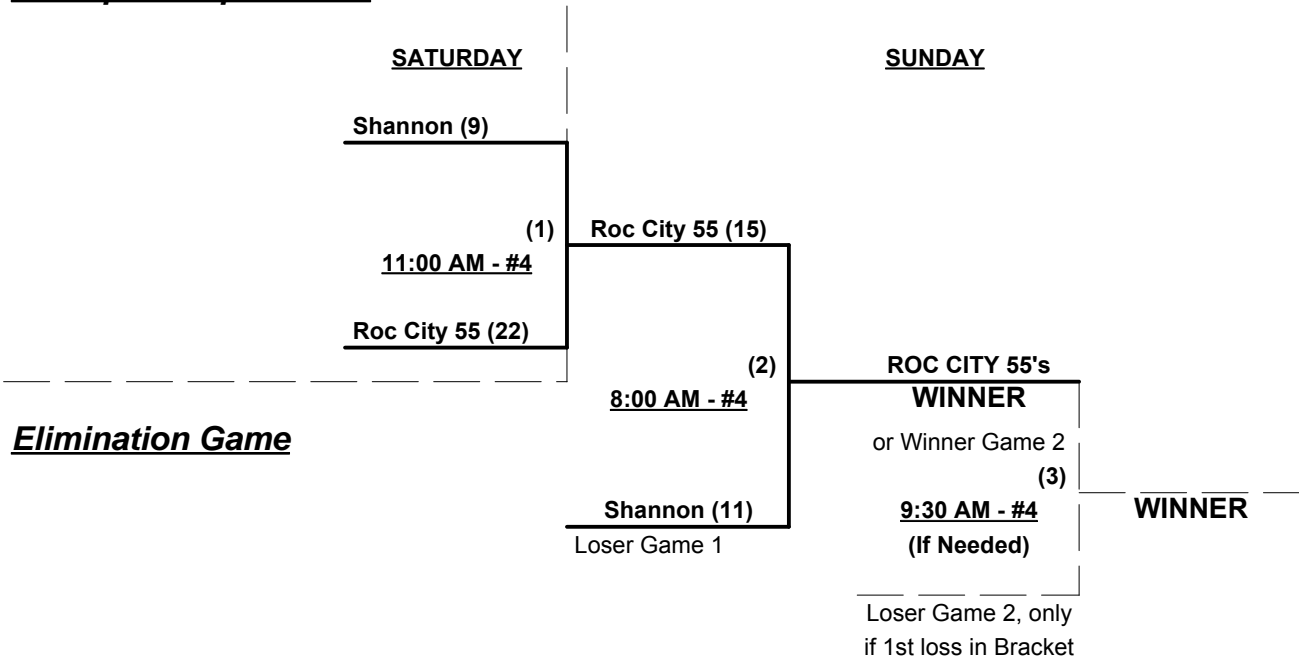 SATURDAY
SUNDAY
Shannon (9)
(1)
Roc City 55 (15)
11:00 AM - #4
Roc City 55 (22)
(2)
ROC CITY 55's
8:00 AM - #4
WINNER
Elimination Game
or Winner Game 2
(3)
Shannon (11)
9:30 AM - #4
WINNER
Loser Game 1
(If Needed)
Loser Game 2, only
if 1st loss in Bracket